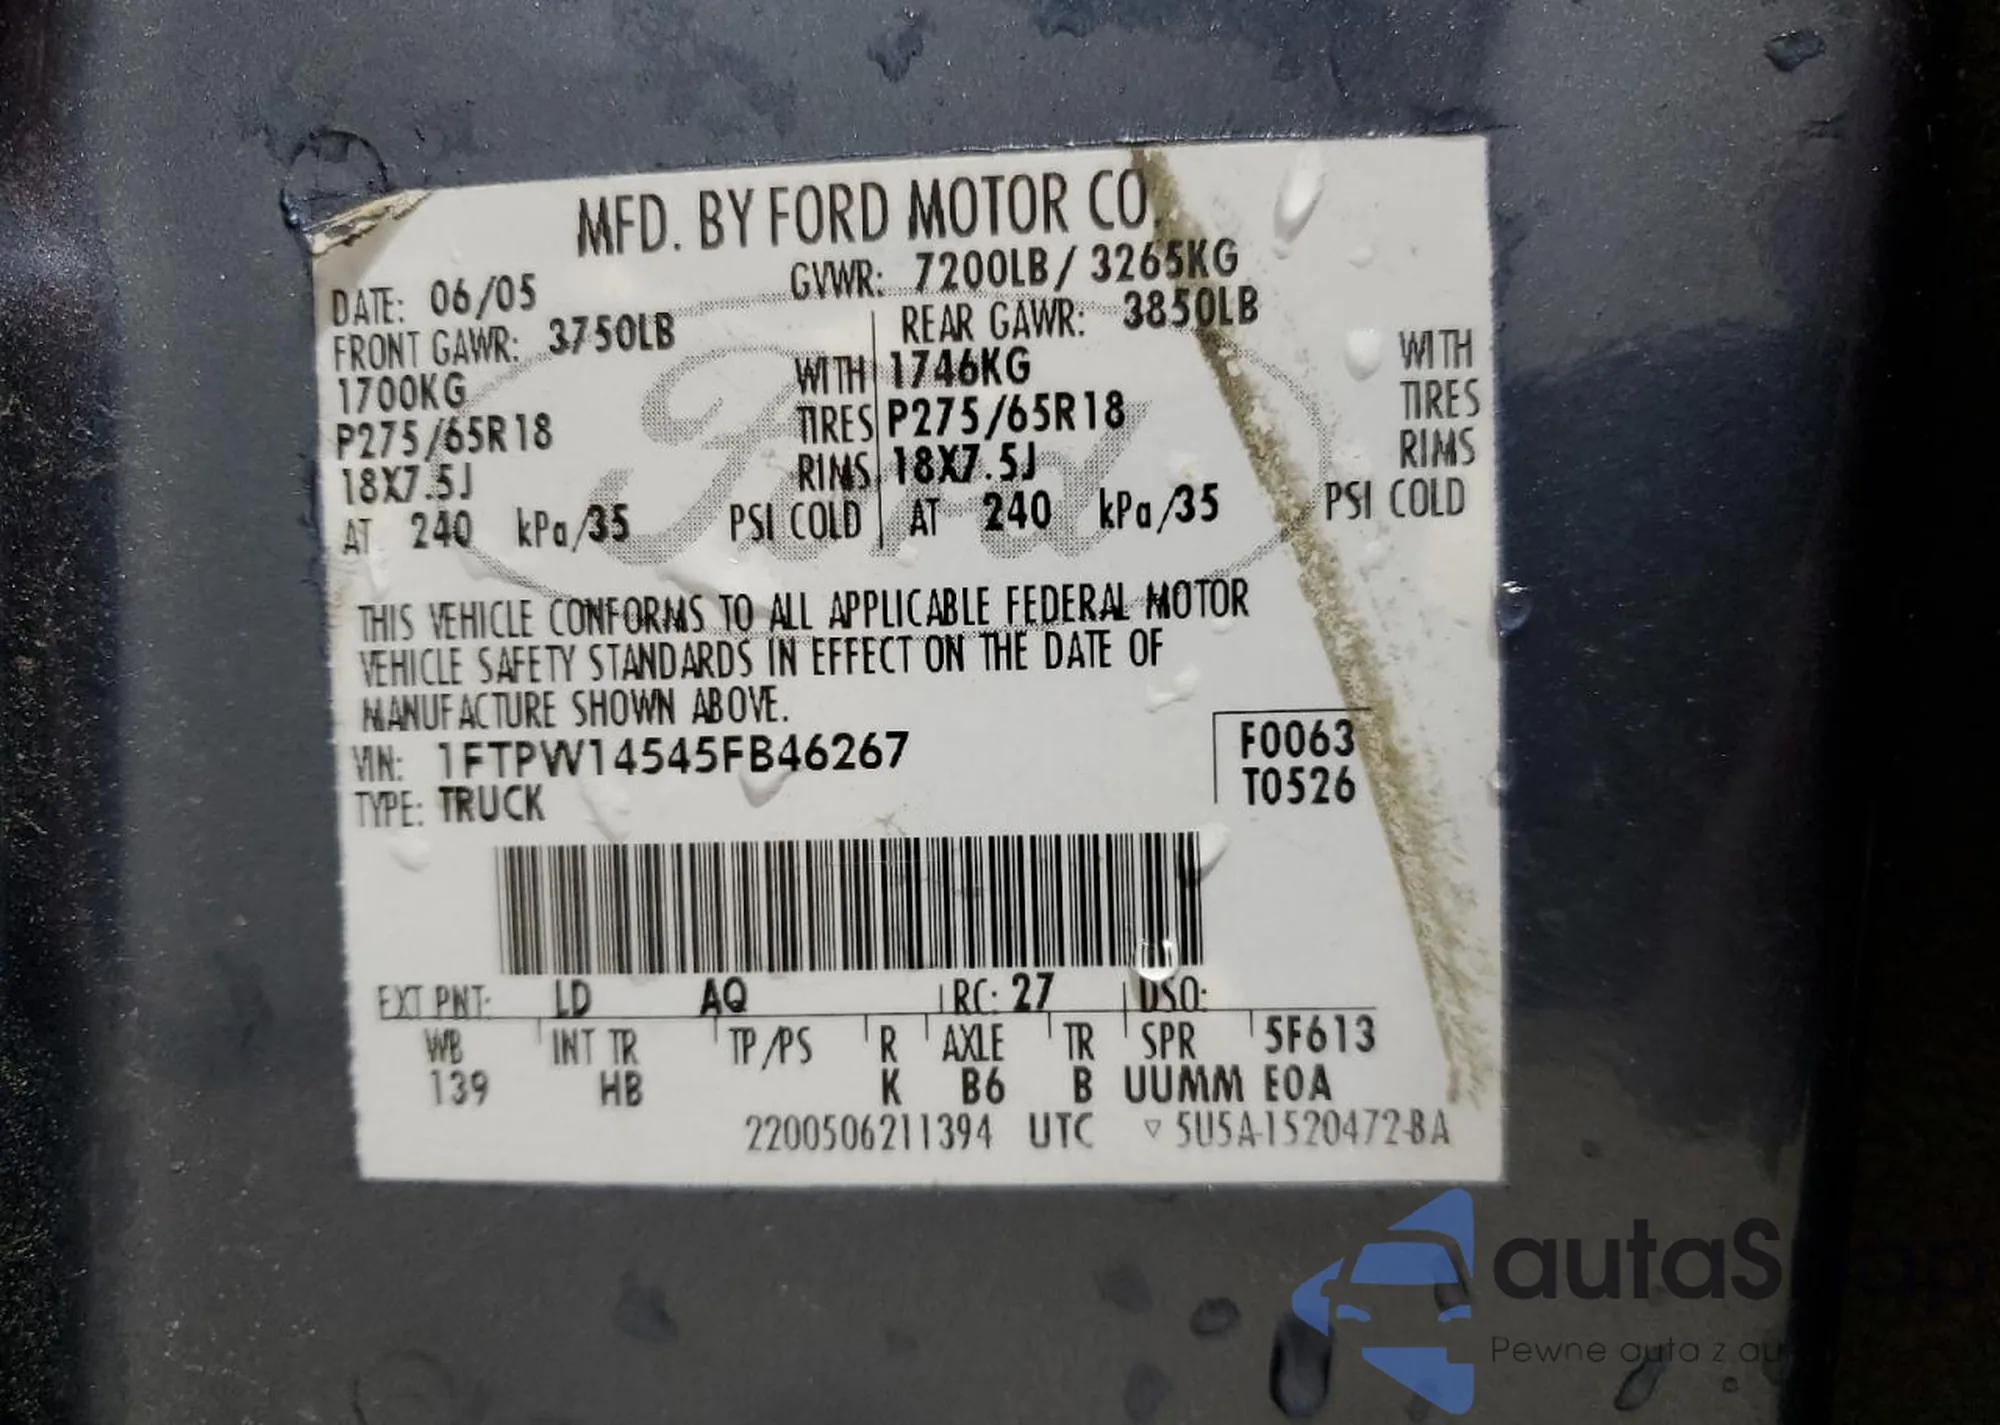 MFD. BY FORD MOTOR CO.
DATE: 06/05 GVWR: 7200LB / 3265KG
FRONT GAWR: 3750LB REAR GAWR: 3850LB
1700KG WITH 1746KG WITH
P275/65R18 TIRES P275/65R18 TIRES
18X7.5J RIMS 18X7.5J RIMS
AT 240 kPa/35 PSI COLD AT 240 kPa/35 PSI COLD
THIS VEHICLE CONFORMS TO ALL APPLICABLE FEDERAL MOTOR
VEHICLE SAFETY STANDARDS IN EFFECT ON THE DATE OF
MANUFACTURE SHOWN ABOVE.
VIN: 1FTPW14545FB46267 F0063
TYPE: TRUCK T0526
EXT PNT: LD AQ RC: 27 DSO:
WB INT TR TP/PS R AXLE TR SPR 5F613
139 HB K B6 B UUMM E0A
2200506211394 UTC ▽ 5U5A-1520472-BA
Ford
autaShop
Pewne auta z